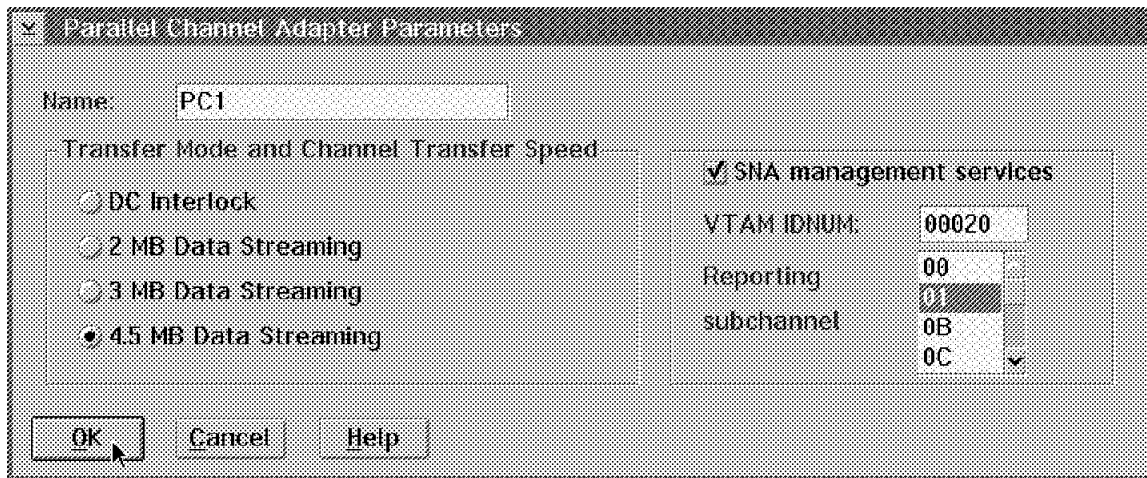 Parallel Channel Adapter Parameters
Name: PC1
Transfer Mode and Channel Transfer Speed
DC Interlock
2 MB Data Streaming
3 MB Data Streaming
4.5 MB Data Streaming
SNA management services
VTAM IDNUM: 00020
Reporting
subchannel
00
01
0B
0C
OK Cancel Help